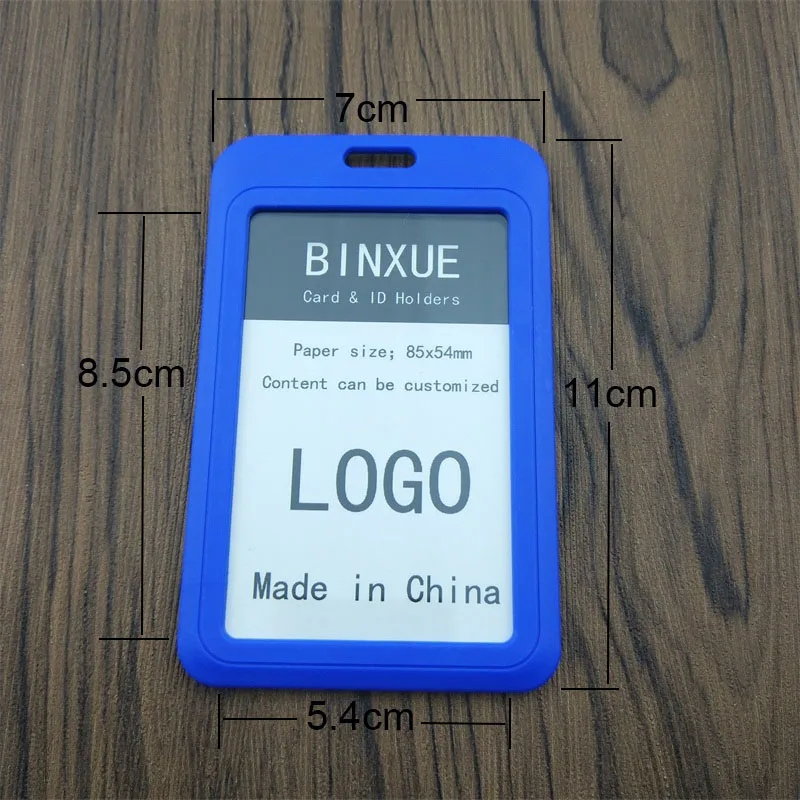 7cm
BINXUE
Card & ID Holders
Paper size; 85x54mm
8.5cm
Content can be customized
11cm
LOGO
Made in China
5.4cm